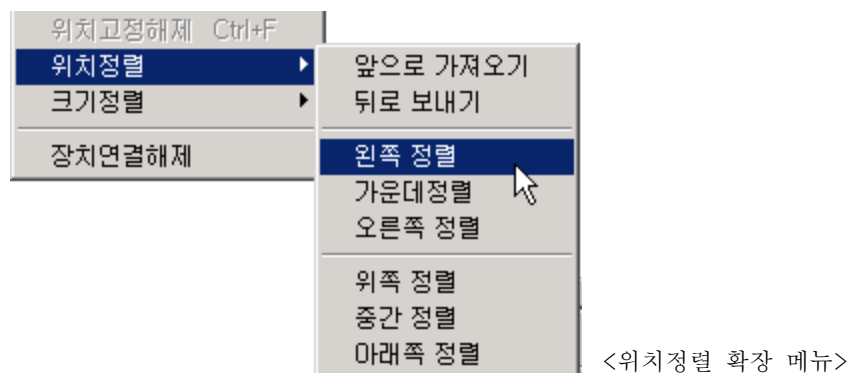 위치고정해제 Ctrl+F
위치정렬
크기정렬
장치연결해제
앞으로 가져오기
뒤로 보내기
왼쪽 정렬
가운데정렬
오른쪽 정렬
위쪽 정렬
중간 정렬
아래쪽 정렬
<위치정렬 확장 메뉴>